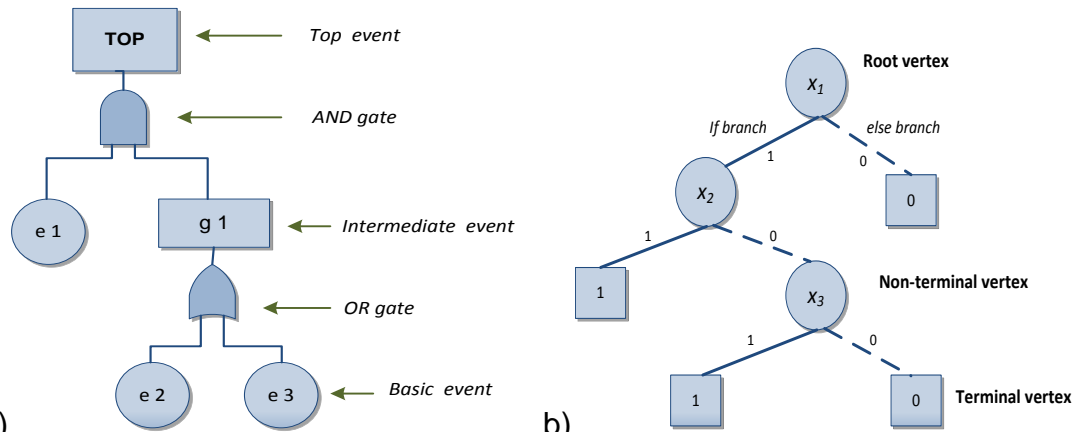 TOP
Top event
AND gate
e 1
g 1
Intermediate event
OR gate
e 2
e 3
Basic event
)
x1
Root vertex
If branch
else branch
1
0
x2
0
1
0
1
x3
Non-terminal vertex
1
0
1
0
Terminal vertex
b)